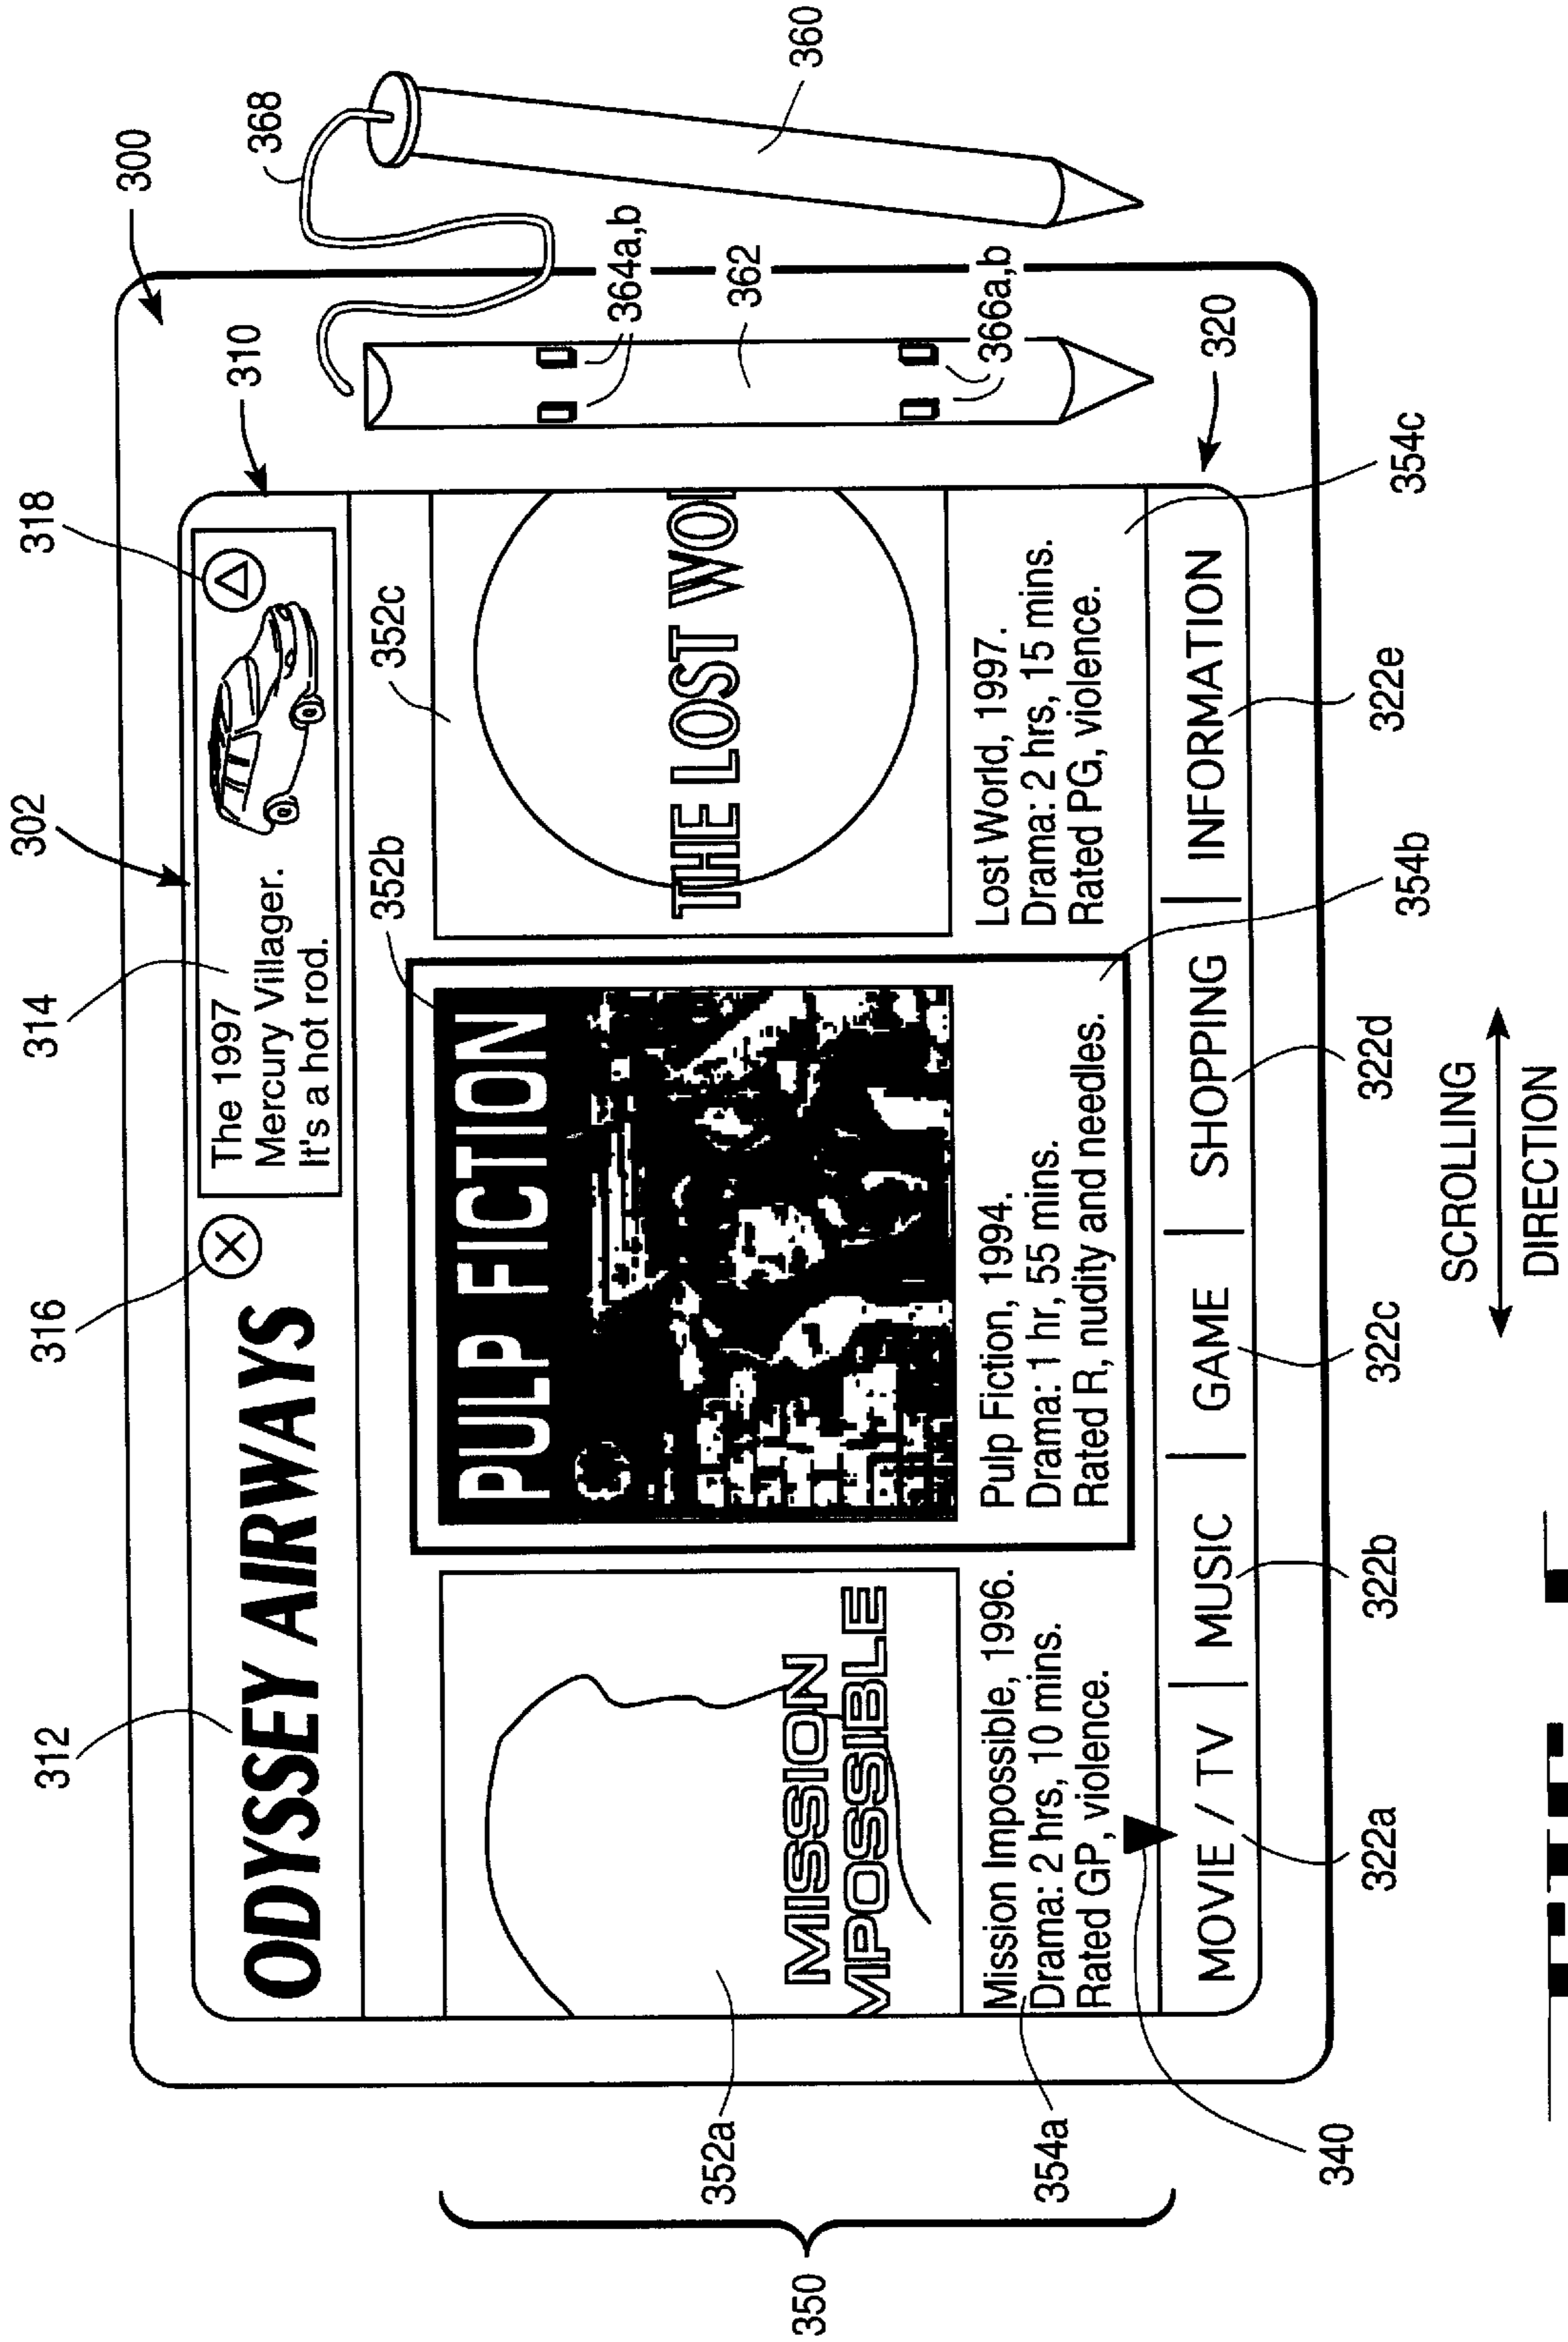 300
302
310
312
314
316
318
368
360
ODYSSEY AIRWAYS
The 1997
Mercury Villager.
It's a hot rod.
352b
352c
364a,b
362
366a,b
352a
MISSION
MPOSSIBLE
PULP FICTION
THE LOST WO
354a
Mission Impossible, 1996.
Drama: 2 hrs, 10 mins.
Rated GP, violence.
Pulp Fiction, 1994.
Drama: 1 hr, 55 mins.
Rated R, nudity and needles.
Lost World, 1997.
Drama: 2 hrs, 15 mins.
Rated PG, violence.
350
320
MOVIE / TV | MUSIC | GAME | SHOPPING | INFORMATION
340
322a
322b
322c
322d
354b
322e
354c
SCROLLING
DIRECTION